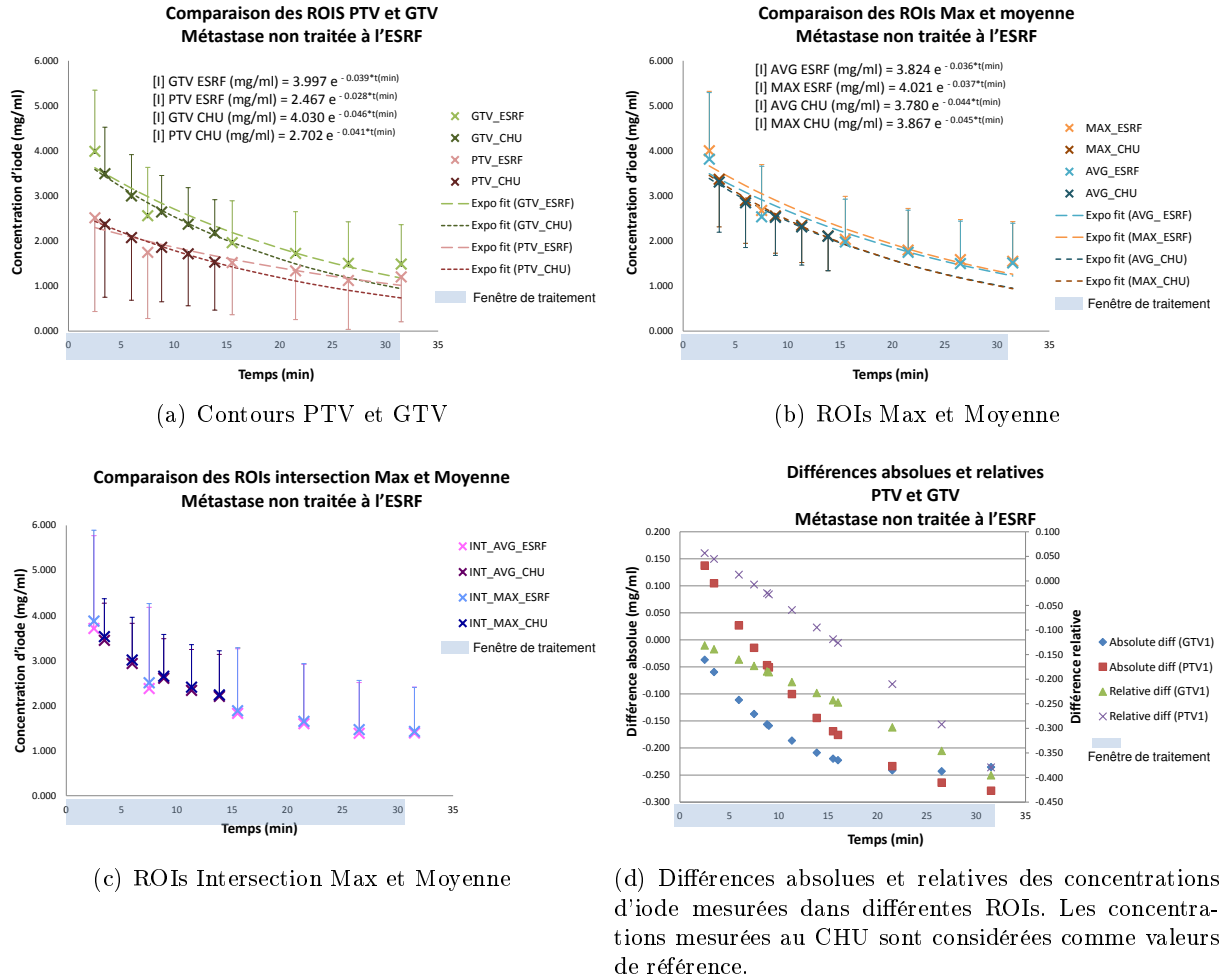 Comparaison des ROIS PTV et GTV
Métastase non traitée à l'ESRF
[I] GTV ESRF (mg/ml) = 3.997 e - 0.039*t(min)
[I] PTV ESRF (mg/ml) = 2.467 e - 0.028*t(min)
[I] GTV CHU (mg/ml) = 4.030 e - 0.046*t(min)
[I] PTV CHU (mg/ml) = 2.702 e - 0.041*t(min)
Concentration d'iode (mg/ml)
6.000
5.000
4.000
3.000
2.000
1.000
0.000
0 5 10 15 20 25 30 35
Temps (min)
GTV_ESRF
GTV_CHU
PTV_ESRF
PTV_CHU
Expo fit (GTV_ESRF)
Expo fit (GTV_CHU)
Expo fit (PTV_ESRF)
Expo fit (PTV_CHU)
Fenêtre de traitement
(a) Contours PTV et GTV
Comparaison des ROIs Max et moyenne
Métastase non traitée à l'ESRF
[I] AVG ESRF (mg/ml) = 3.824 e - 0.036*t(min)
[I] MAX ESRF (mg/ml) = 4.021 e - 0.037*t(min)
[I] AVG CHU (mg/ml) = 3.780 e - 0.044*t(min)
[I] MAX CHU (mg/ml) = 3.867 e - 0.045*t(min)
Concentration d'iode (mg/ml)
6.000
5.000
4.000
3.000
2.000
1.000
0.000
0 5 10 15 20 25 30 35
Temps (min)
MAX_ESRF
MAX_CHU
AVG_ESRF
AVG_CHU
Expo fit (AVG_ ESRF)
Expo fit (MAX_ESRF)
Expo fit (AVG_CHU)
Expo fit (MAX_CHU)
Fenêtre de traitement
(b) ROIs Max et Moyenne
Comparaison des ROIs intersection Max et Moyenne
Métastase non traitée à l'ESRF
Concentration d'iode (mg/ml)
6.000
5.000
4.000
3.000
2.000
1.000
0.000
0 5 10 15 20 25 30 35
Temps (min)
INT_AVG_ESRF
INT_AVG_CHU
INT_MAX_ESRF
INT_MAX_CHU
Fenêtre de traitement
(c) ROIs Intersection Max et Moyenne
Différences absolues et relatives
PTV et GTV
Métastase non traitée à l'ESRF
Différence absolue (mg/ml)
0.200
0.150
0.100
0.050
0.000
-0.050
-0.100
-0.150
-0.200
-0.250
-0.300
0 5 10 15 20 25 30 35
Temps (min)
0.100
0.050
0.000
-0.050
-0.100
-0.150
-0.200
-0.250
-0.300
-0.350
-0.400
-0.450
Différence relative
Absolute diff (GTV1)
Absolute diff (PTV1)
Relative diff (GTV1)
Relative diff (PTV1)
Fenêtre de traitement
(d) Différences absolues et relatives des concentrations
d'iode mesurées dans différentes ROIs. Les concentra-
tions mesurées au CHU sont considérées comme valeurs
de référence.